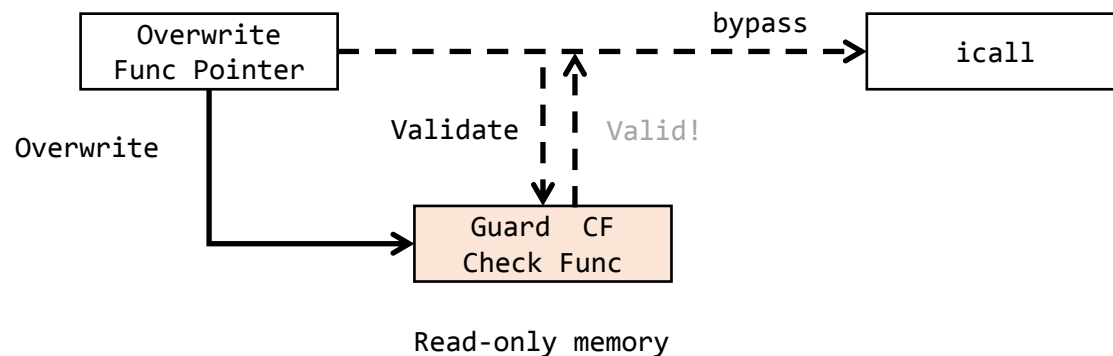 Overwrite
Func Pointer
bypass
icall
Overwrite
Validate
Valid!
Guard  CF
Check Func
Read-only memory